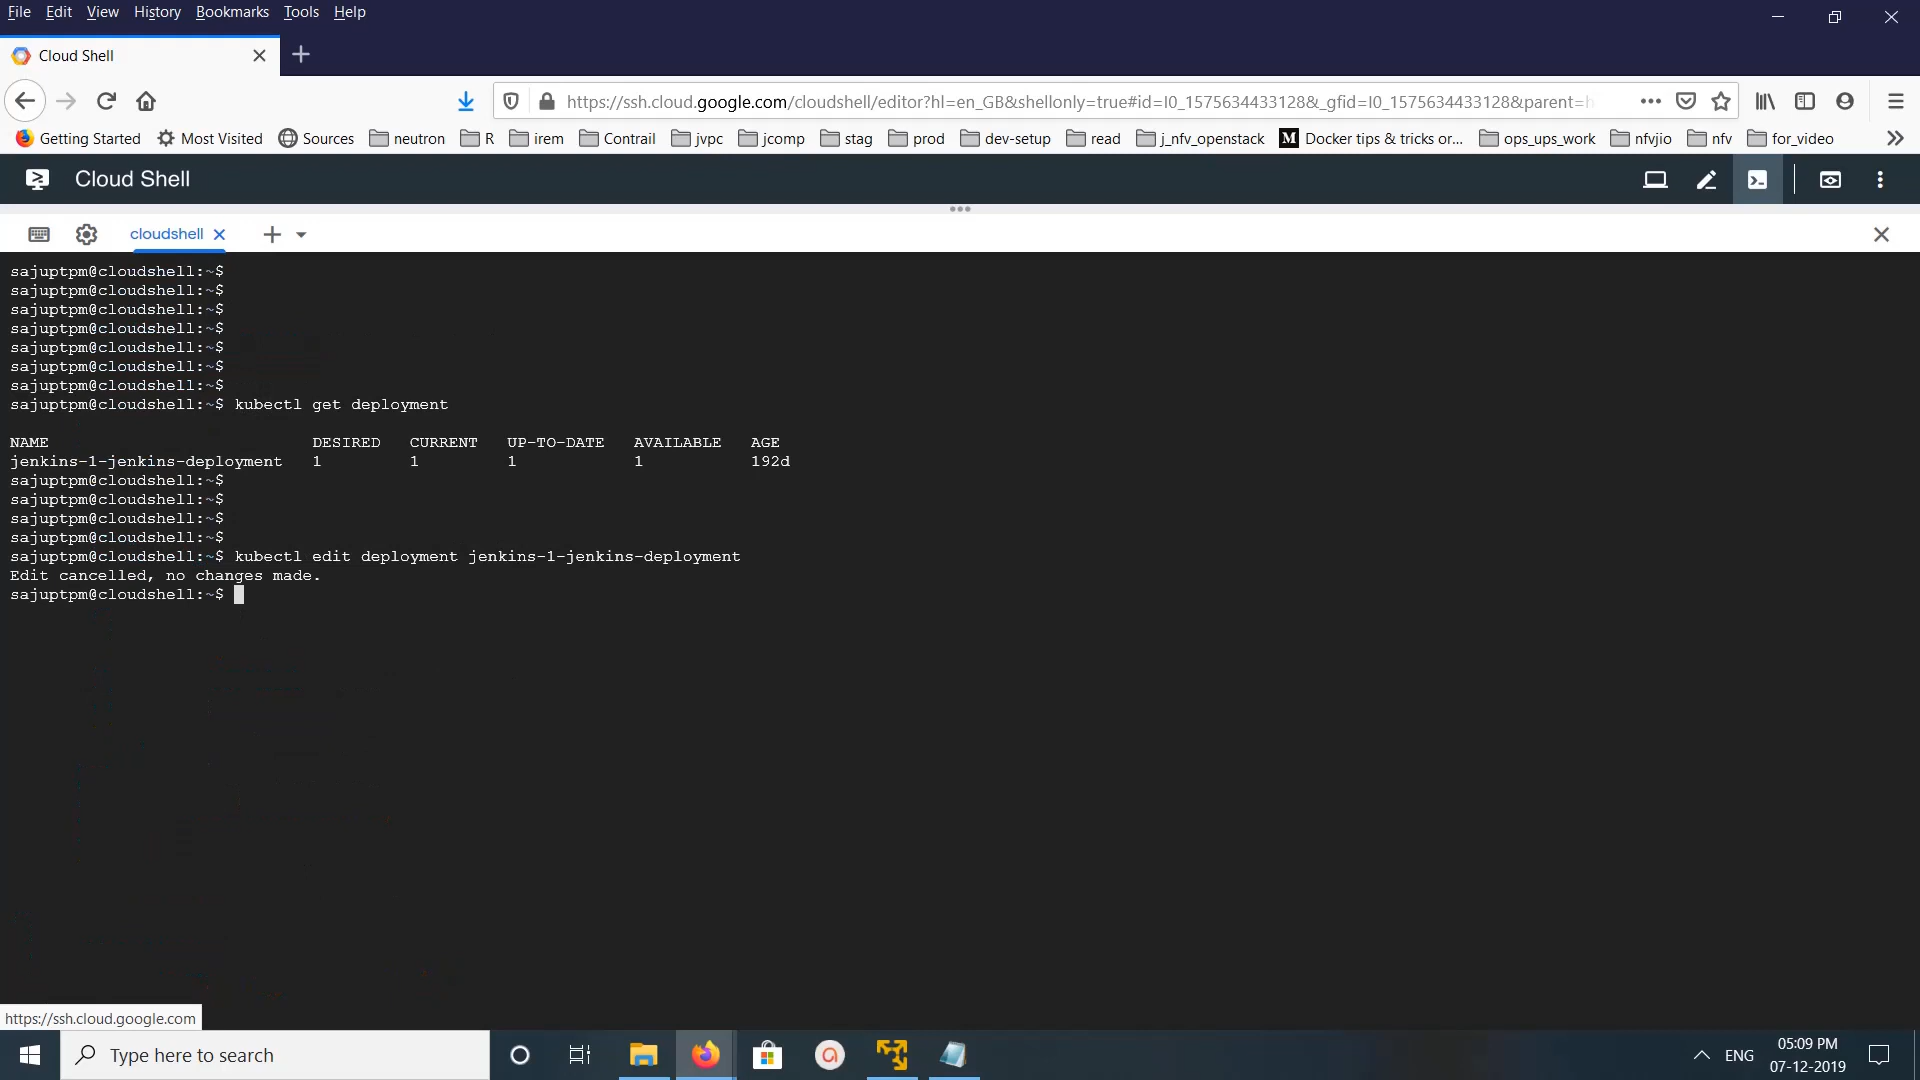 File Edit View History Bookmarks Tools Help
Cloud Shell
https://ssh.cloud.google.com/cloudshell/editor?hl=en_GB&shellonly=true#id=I0_1575634433128&_gfid=I0_1575634433128&parent=h
Getting Started Most Visited Sources neutron R irem Contrail jvpc jcomp stag prod dev-setup read j_nfv_openstack M Docker tips & tricks or... ops_ups_work nfvjio nfv for_video
Cloud Shell
cloudshell
sajuptpm@cloudshell:~$
sajuptpm@cloudshell:~$
sajuptpm@cloudshell:~$
sajuptpm@cloudshell:~$
sajuptpm@cloudshell:~$
sajuptpm@cloudshell:~$
sajuptpm@cloudshell:~$
sajuptpm@cloudshell:~$ kubectl get deployment
NAME DESIRED CURRENT UP-TO-DATE AVAILABLE AGE
jenkins-1-jenkins-deployment 1 1 1 1 192d
sajuptpm@cloudshell:~$
sajuptpm@cloudshell:~$
sajuptpm@cloudshell:~$
sajuptpm@cloudshell:~$
sajuptpm@cloudshell:~$ kubectl edit deployment jenkins-1-jenkins-deployment
Edit cancelled, no changes made.
sajuptpm@cloudshell:~$
https://ssh.cloud.google.com
Type here to search
ENG
05:09 PM
07-12-2019